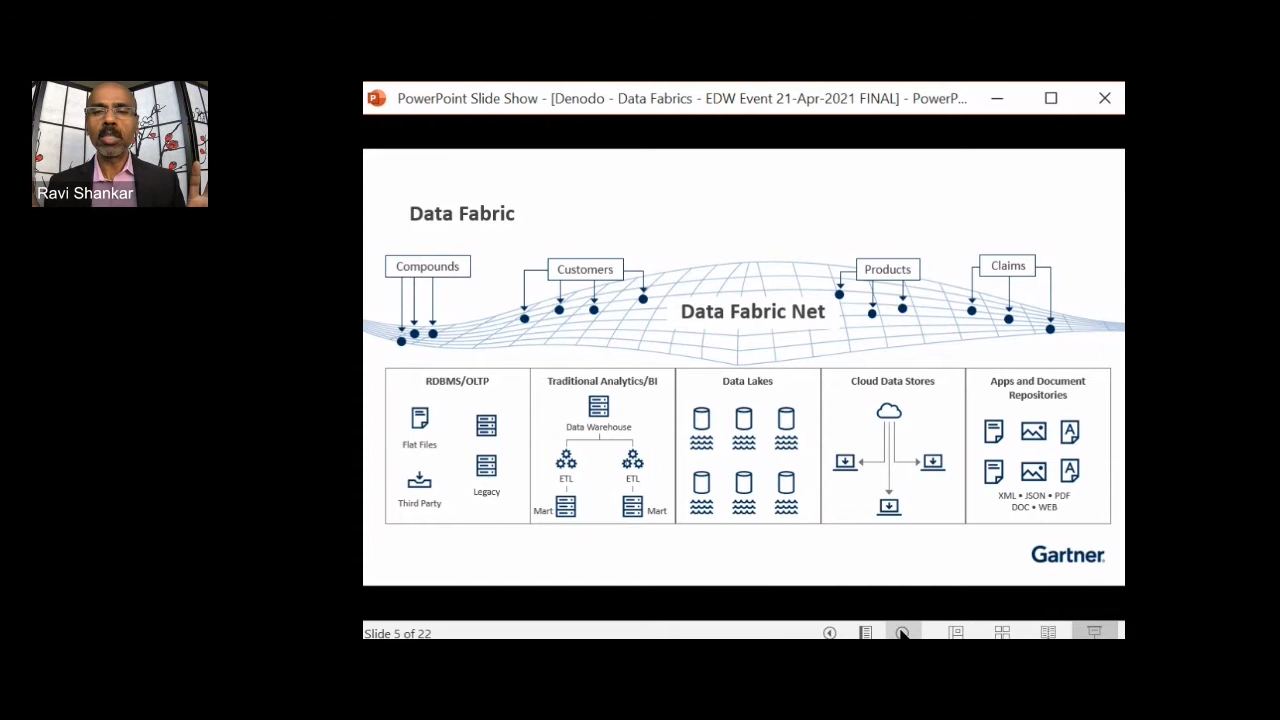 PowerPoint Slide Show - [Denodo - Data Fabrics - EDW Event 21-Apr-2021 FINAL] - PowerP...
Ravi Shankar
Data Fabric
Compounds
Customers
Products
Claims
Data Fabric Net
RDBMS/OLTP
Flat Files
Third Party
Legacy
Traditional Analytics/BI
Data Warehouse
ETL
ETL
Mart
Mart
Data Lakes
Cloud Data Stores
Apps and Document
Repositories
XML • JSON • PDF
DOC • WEB
Gartner
Slide 5 of 22